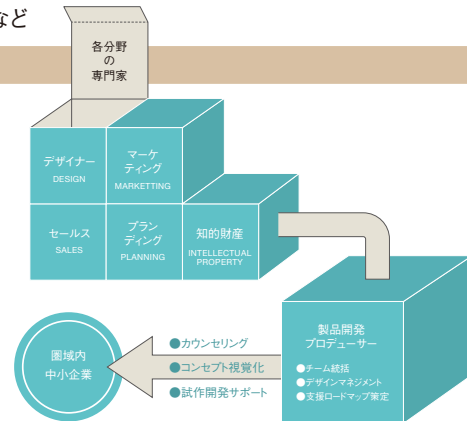 など
各分野
の
専門家
デザイナー
DESIGN
マーケ
ティング
MARKETTING
セールス
SALES
プラン
ディング
PLANNING
知的財産
INTELLECTUAL
PROPERTY
製品開発
プロデューサー
●チーム統括
●デザインマネジメント
●支援ロードマップ策定
●カウンセリング
●コンセプト視覚化
●試作開発サポート
圏域内
中小企業